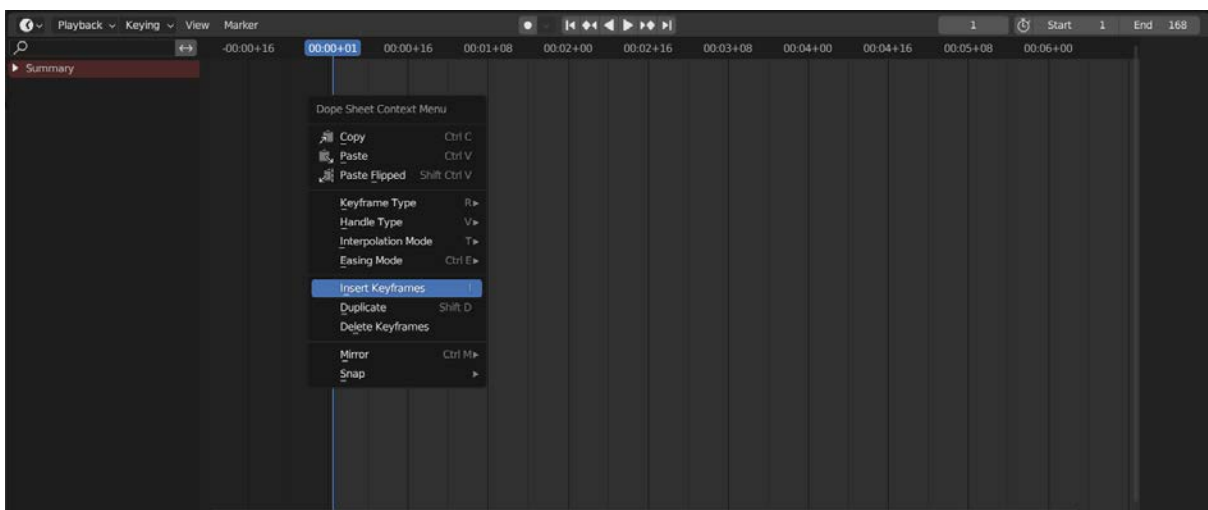 Playback Keying View Marker 1 Start 1 End 168
-00:00+16 00:00+01 00:00+16 00:01+08 00:02+00 00:02+16 00:03+08 00:04+00 00:04+16 00:05+08 00:06+00
Summary
Dope Sheet Context Menu
Copy Ctrl C
Paste Ctrl V
Paste Flipped Shift Ctrl V
Keyframe Type R
Handle Type V
Interpolation Mode T
Easing Mode Ctrl E
Insert Keyframes I
Duplicate Shift D
Delete Keyframes
Mirror Ctrl M
Snap